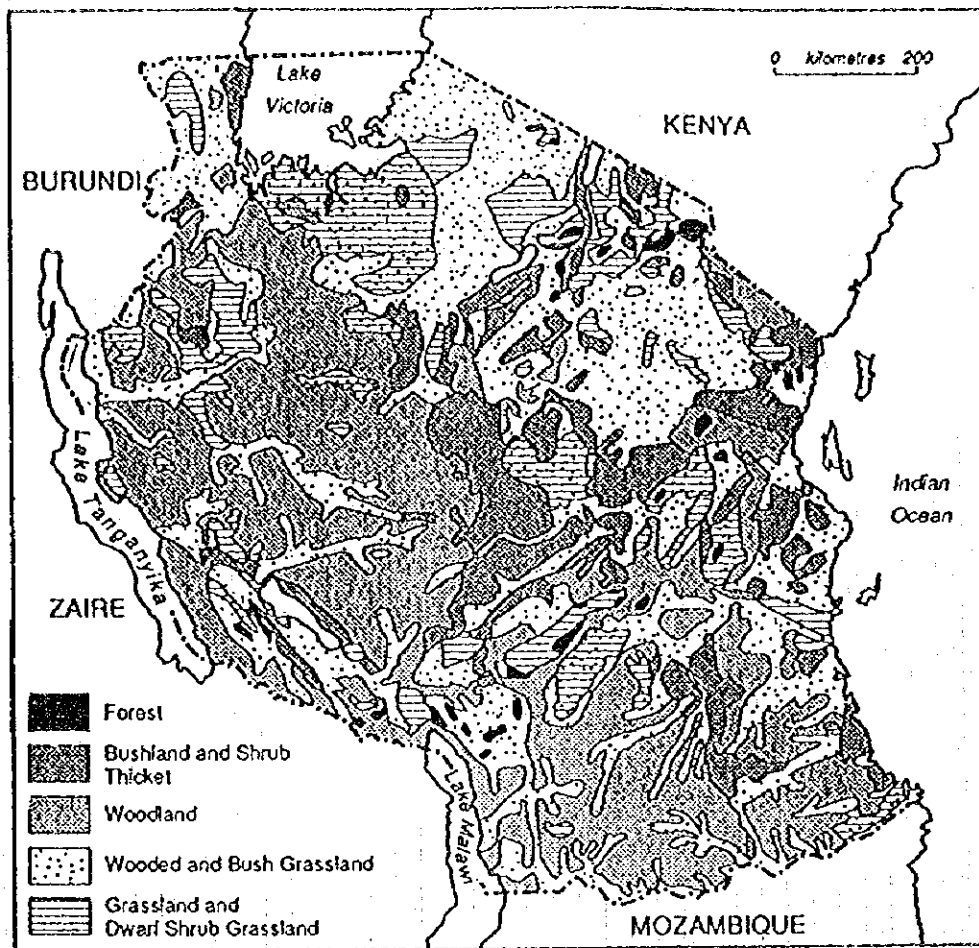 0 kilometres 200
Lake
Victoria
KENYA
BURUNDI
Lake Tanganyika
Indian
Ocean
ZAIRE
Forest
Bushland and Shrub
Thicket
Woodland
Wooded and Bush Grassland
Grassland and
Dwarf Shrub Grassland
Lake Malawi
MOZAMBIQUE